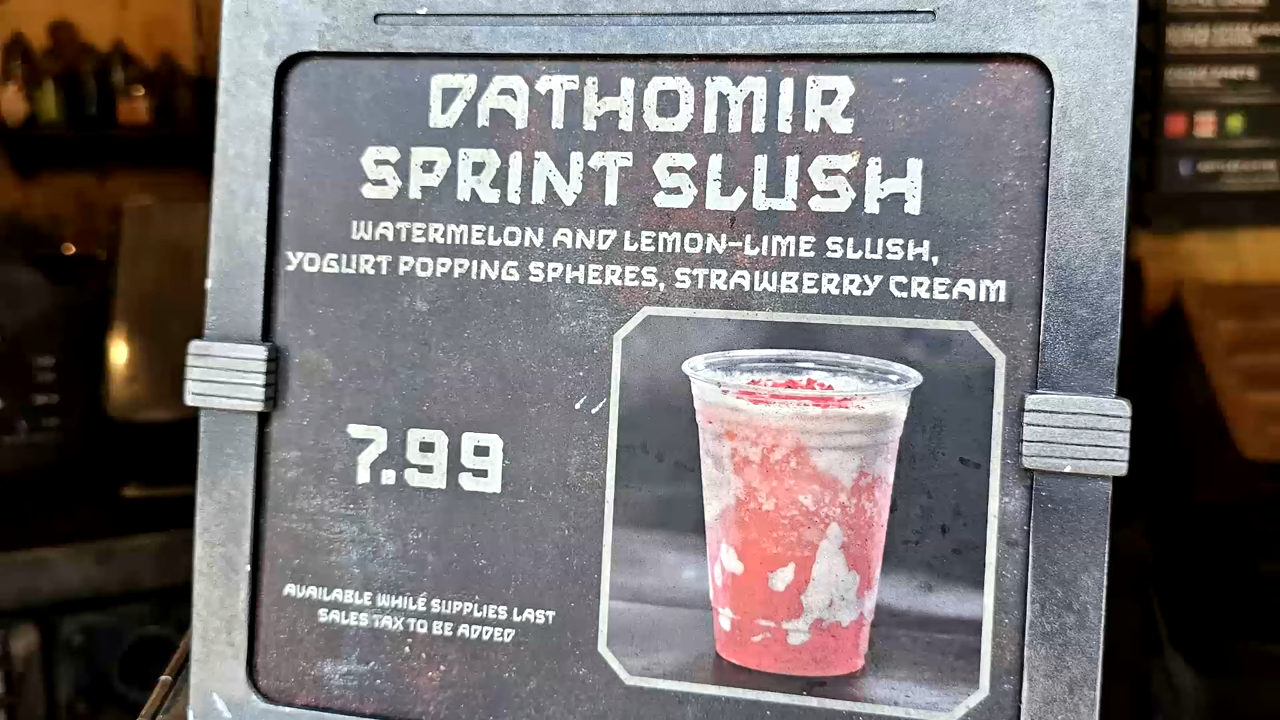 DATHOMIR
SPRINT SLUSH
WATERMELON AND LEMON-LIME SLUSH,
YOGURT POPPING SPHERES, STRAWBERRY CREAM
7.99
AVAILABLE WHILE SUPPLIES LAST
SALES TAX TO BE ADDED